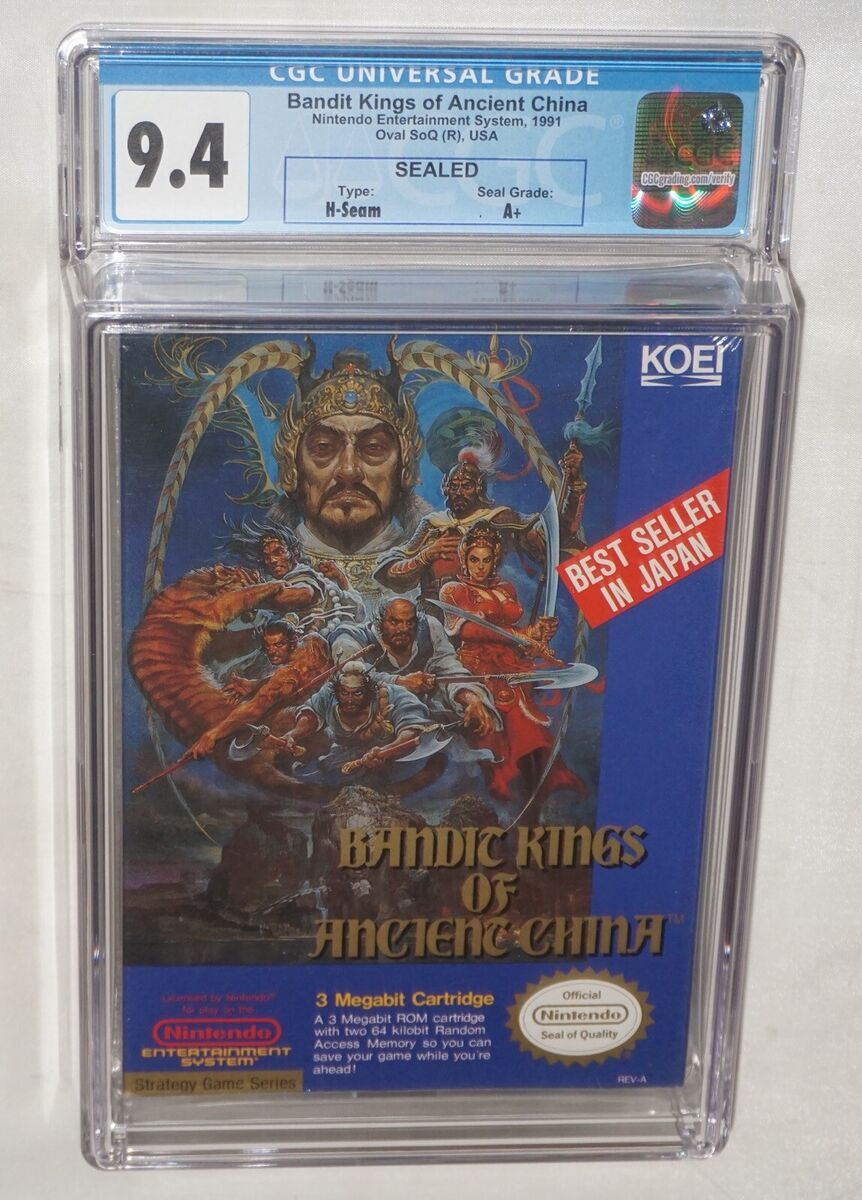 CGC UNIVERSAL GRADE
9.4
Bandit Kings of Ancient China
Nintendo Entertainment System, 1991
Oval SoQ (R), USA
SEALED
Type:
Seal Grade:
H-Seam
A+
CGC
CGCgrading.com/verify
KOEI
BEST SELLER
IN JAPAN
BANDIT KINGS
OF
ANCIENT CHINA™
Licensed by Nintendo®
for play on the
Nintendo
ENTERTAINMENT
SYSTEM®
Strategy Game Series
3 Megabit Cartridge
A 3 Megabit ROM cartridge
with two 64 kilobit Random
Access Memory so you can
save your game while you're
ahead!
Official
Nintendo
Seal of Quality
REV-A